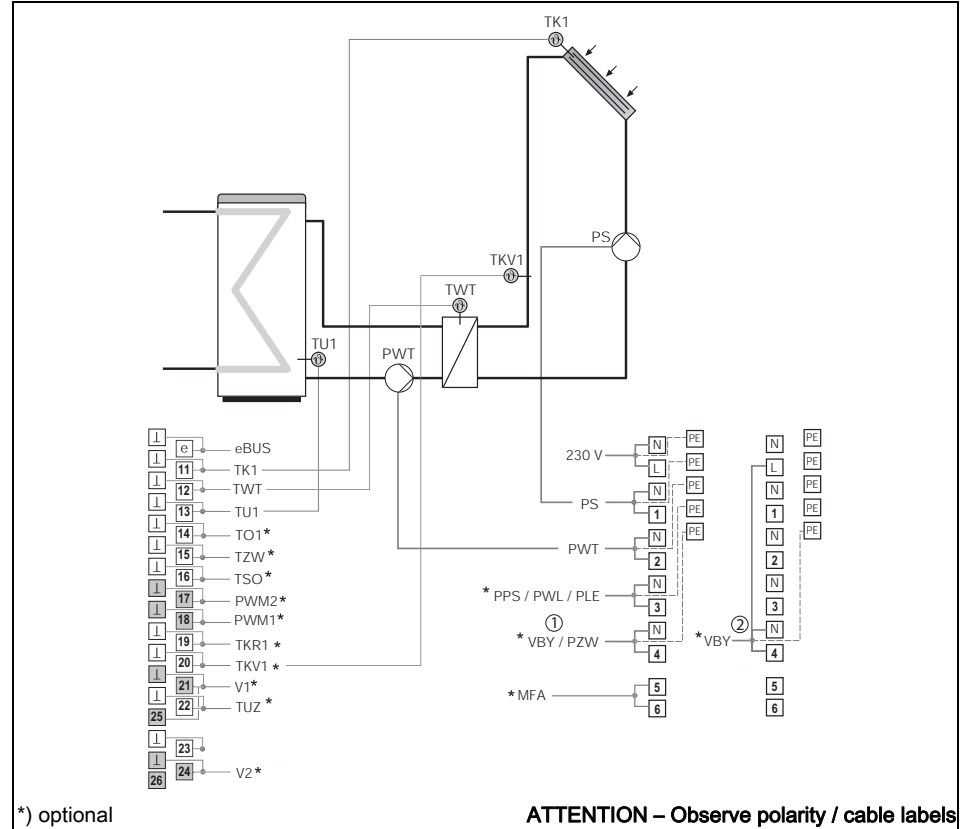 TK1
PS
TKV1
TWT
TU1
PWT
⊥
e eBUS
⊥
11 TK1
⊥
12 TWT
⊥
13 TU1
⊥
14 TO1*
⊥
15 TZW*
⊥
16 TSO*
⊥
17 PWM2*
⊥
18 PWM1*
⊥
19 TKR1 *
⊥
20 TKV1 *
⊥
21 V1*
⊥
22 TUZ *
25
⊥
23
⊥
24 V2*
26
230 V N PE
L PE
PS N PE
1 PE
PWT N PE
2
* PPS / PWL / PLE N
3
①
* VBY / PZW N
4
* MFA 5
6
N PE
L PE
N PE
1 PE
N PE
2
N
3
②
* VBY N
4
5
6
*) optional
ATTENTION – Observe polarity / cable labels